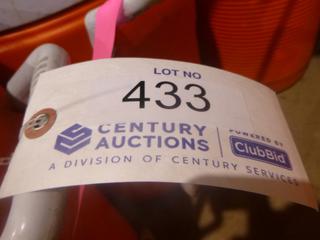 LOT NO
433
CENTURY
AUCTIONS
POWERED BY
ClubBid
A DIVISION OF CENTURY SERVICES